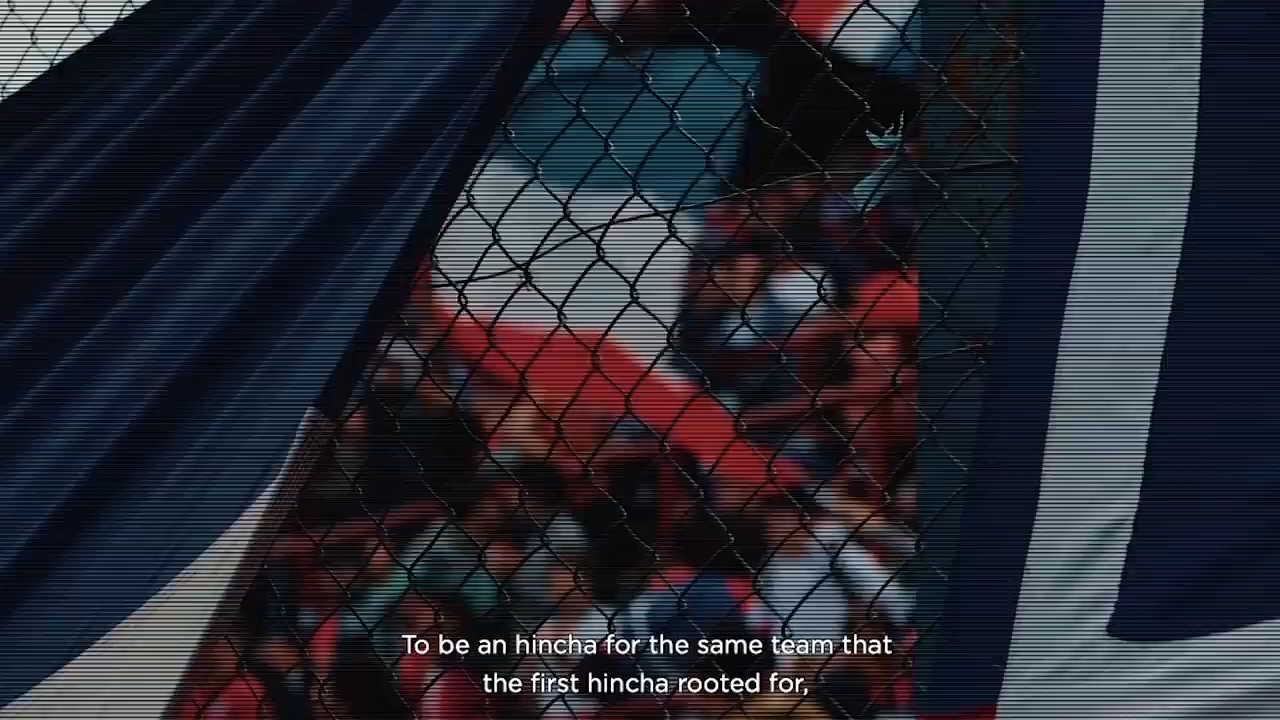 To be an hincha for the same team that
the first hincha rooted for,